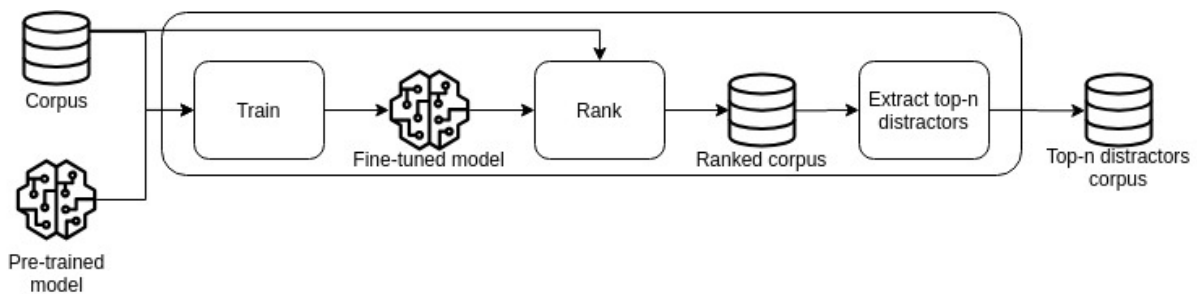 Corpus
Train
Fine-tuned model
Rank
Ranked corpus
Extract top-n
distractors
Top-n distractors
corpus
Pre-trained
model